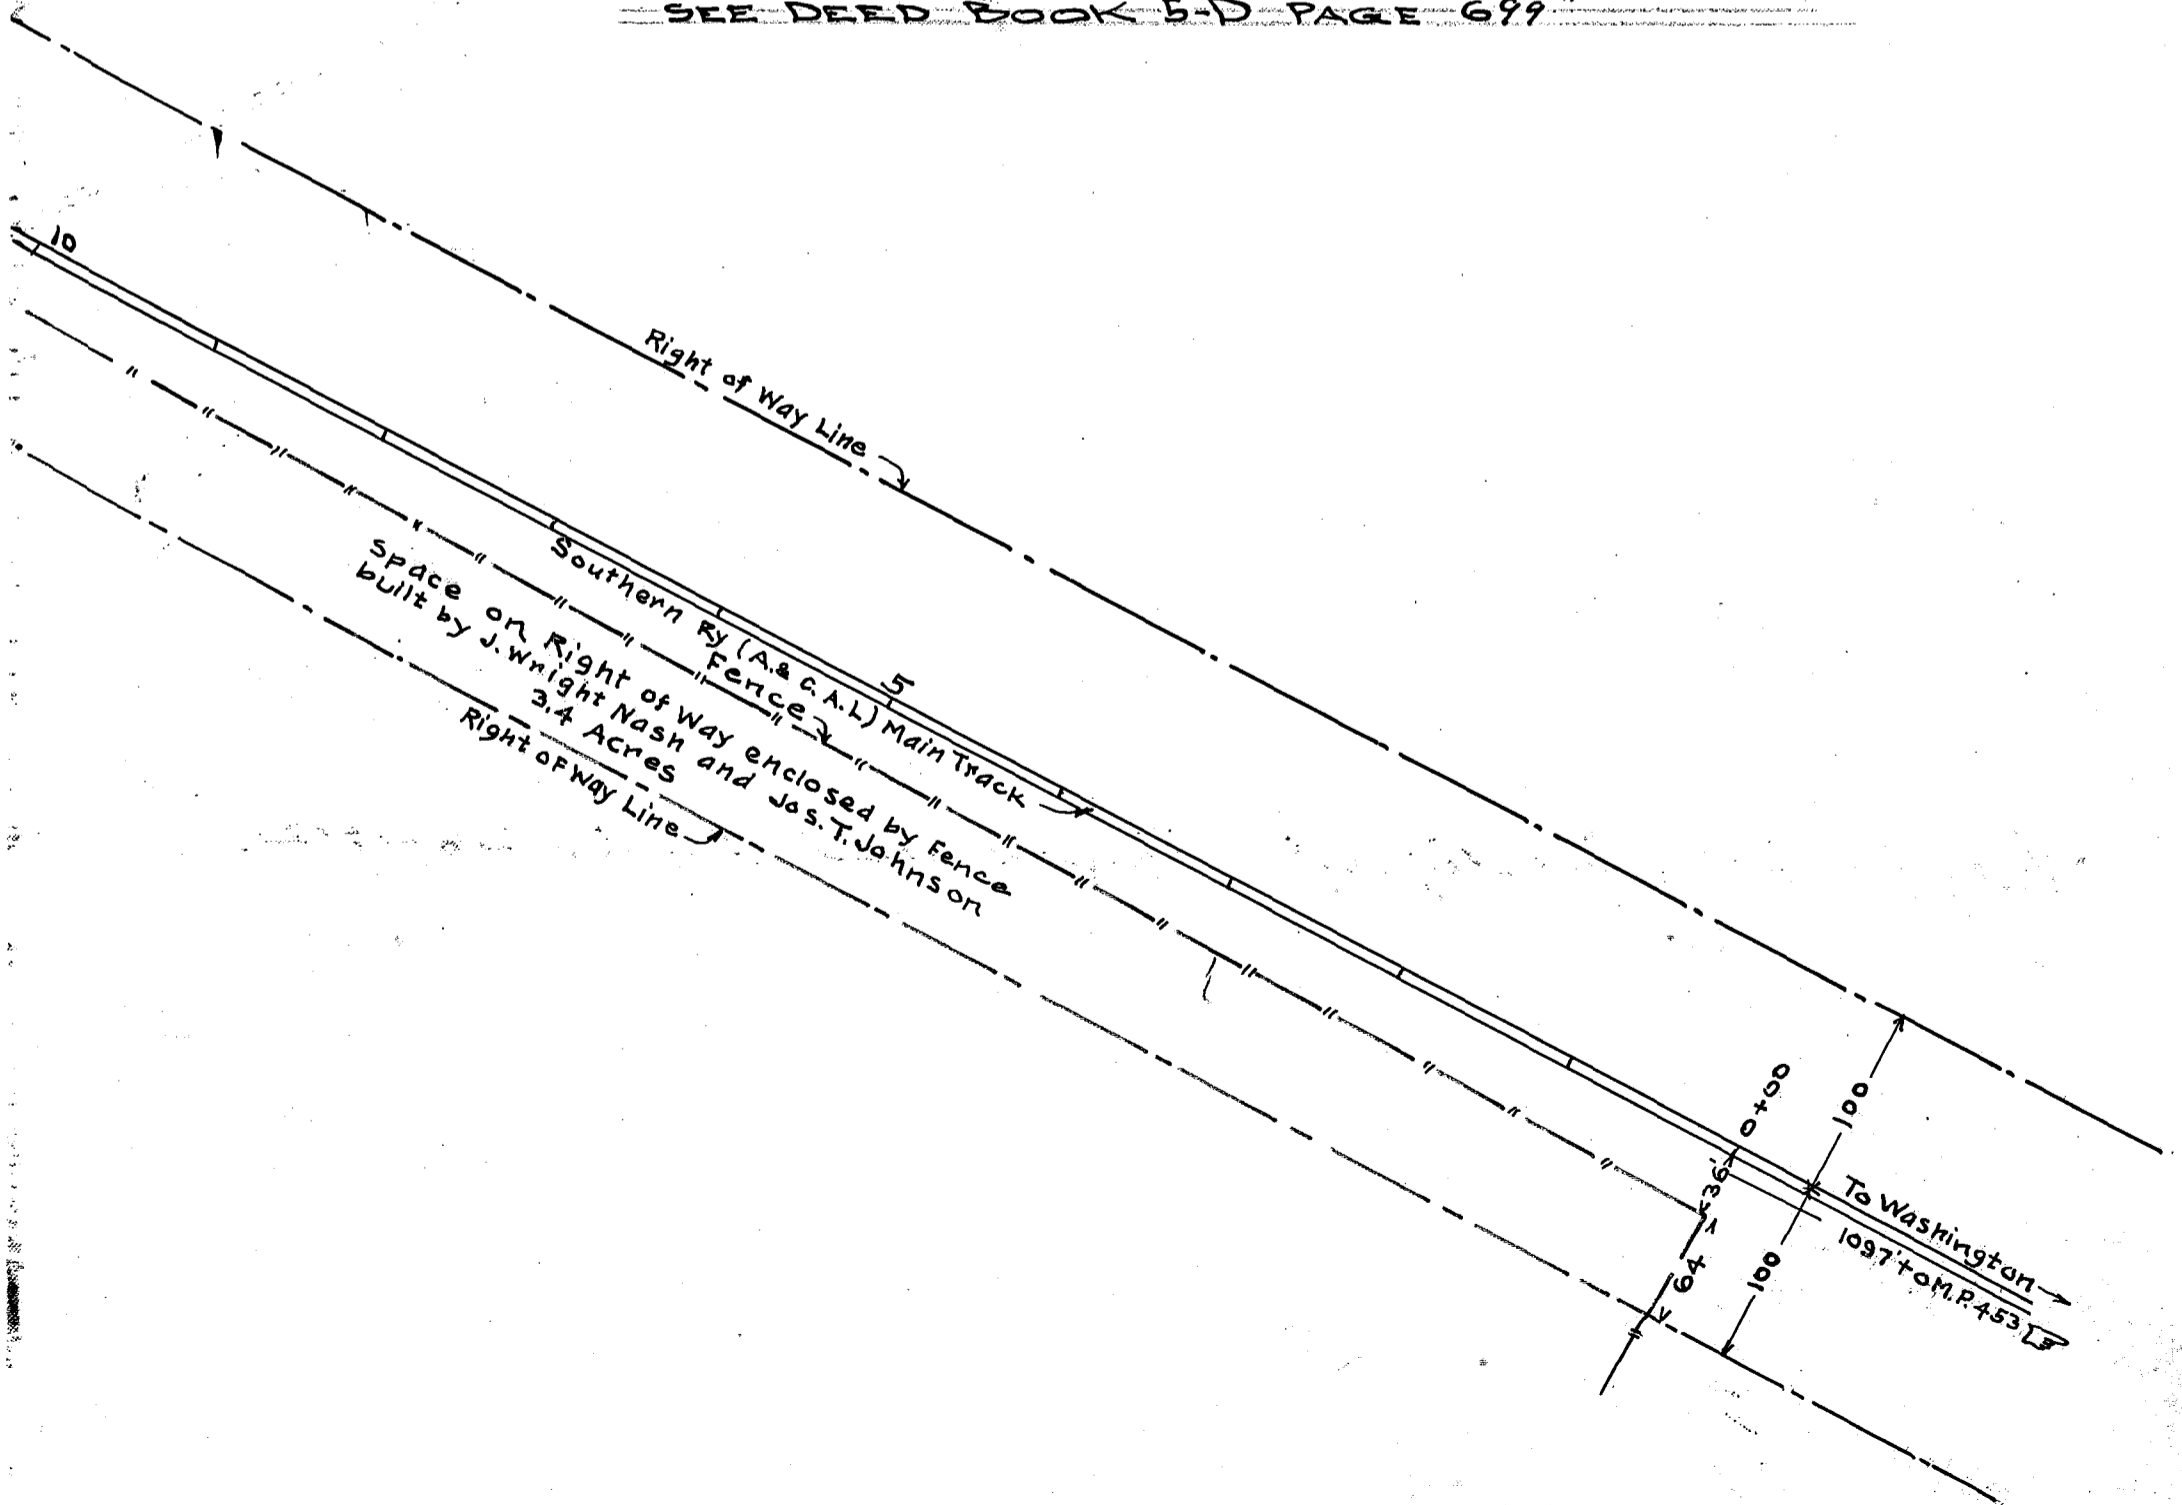 SEE DEED BOOK 5-D PAGE 699
10
Right of Way Line
Southern Ry (A.& C. A.L) Main Track
5
Fence
Space on Right of Way enclosed by Fence
built by J. Wright Nash and Jos. T. Johnson
3.4 Acres
Right of Way Line
0+00
100
36'
64
100
To Washington
1097' to M.P. 453